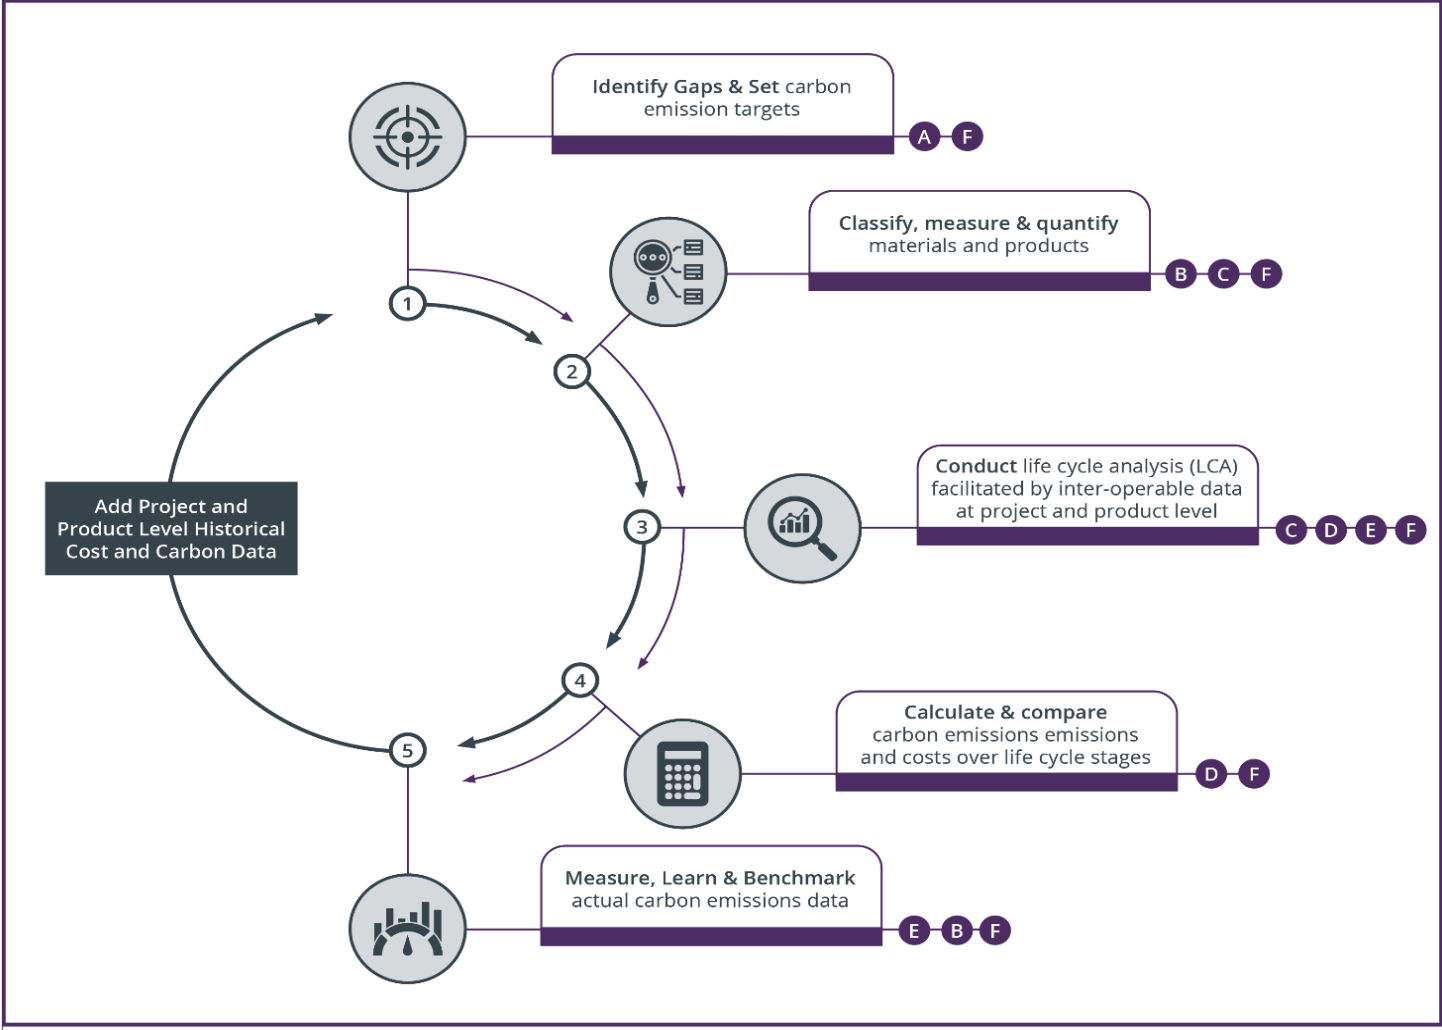 Identify Gaps & Set carbon
emission targets
A F
Classify, measure & quantify
materials and products
B C F
1
2
Conduct life cycle analysis (LCA)
facilitated by inter-operable data
at project and product level
C D E F
3
Add Project and
Product Level Historical
Cost and Carbon Data
4
Calculate & compare
carbon emissions emissions
and costs over life cycle stages
D F
5
Measure, Learn & Benchmark
actual carbon emissions data
E B F